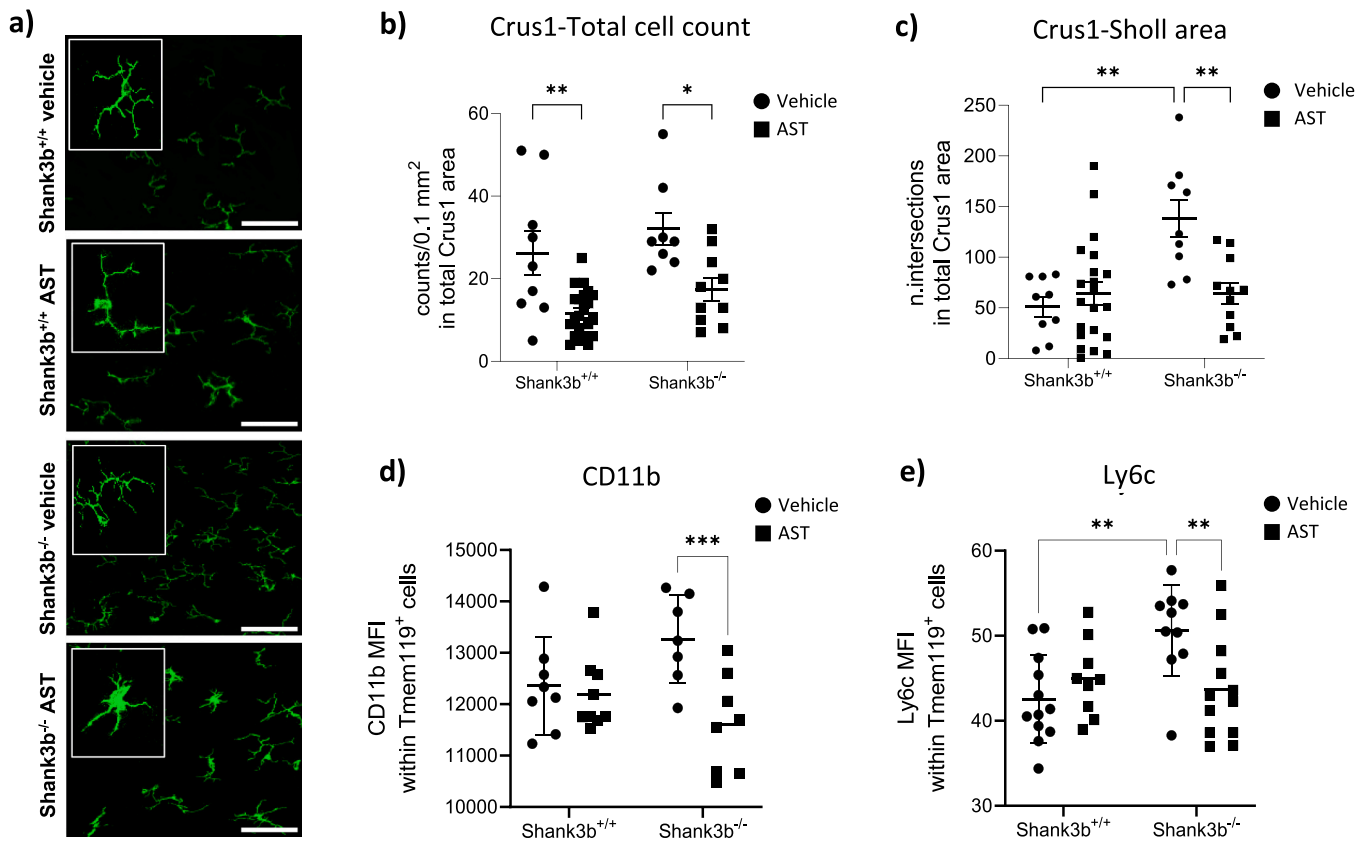 a)
Shank3b+/+ vehicle
Shank3b+/+ AST
Shank3b-/- vehicle
Shank3b-/- AST
b)
Crus1-Total cell count
**
*
Vehicle
AST
counts/0.1 mm2
in total Crus1 area
60
40
20
0
Shank3b+/+
Shank3b-/-
c)
Crus1-Sholl area
**
**
Vehicle
AST
n.intersections
in total Crus1 area
250
200
150
100
50
0
Shank3b+/+
Shank3b-/-
d)
CD11b
***
Vehicle
AST
CD11b MFI
within Tmem119+ cells
15000
14000
13000
12000
11000
10000
Shank3b+/+
Shank3b-/-
e)
Ly6c
**
**
Vehicle
AST
Ly6c MFI
within Tmem119+ cells
60
50
40
30
Shank3b+/+
Shank3b-/-